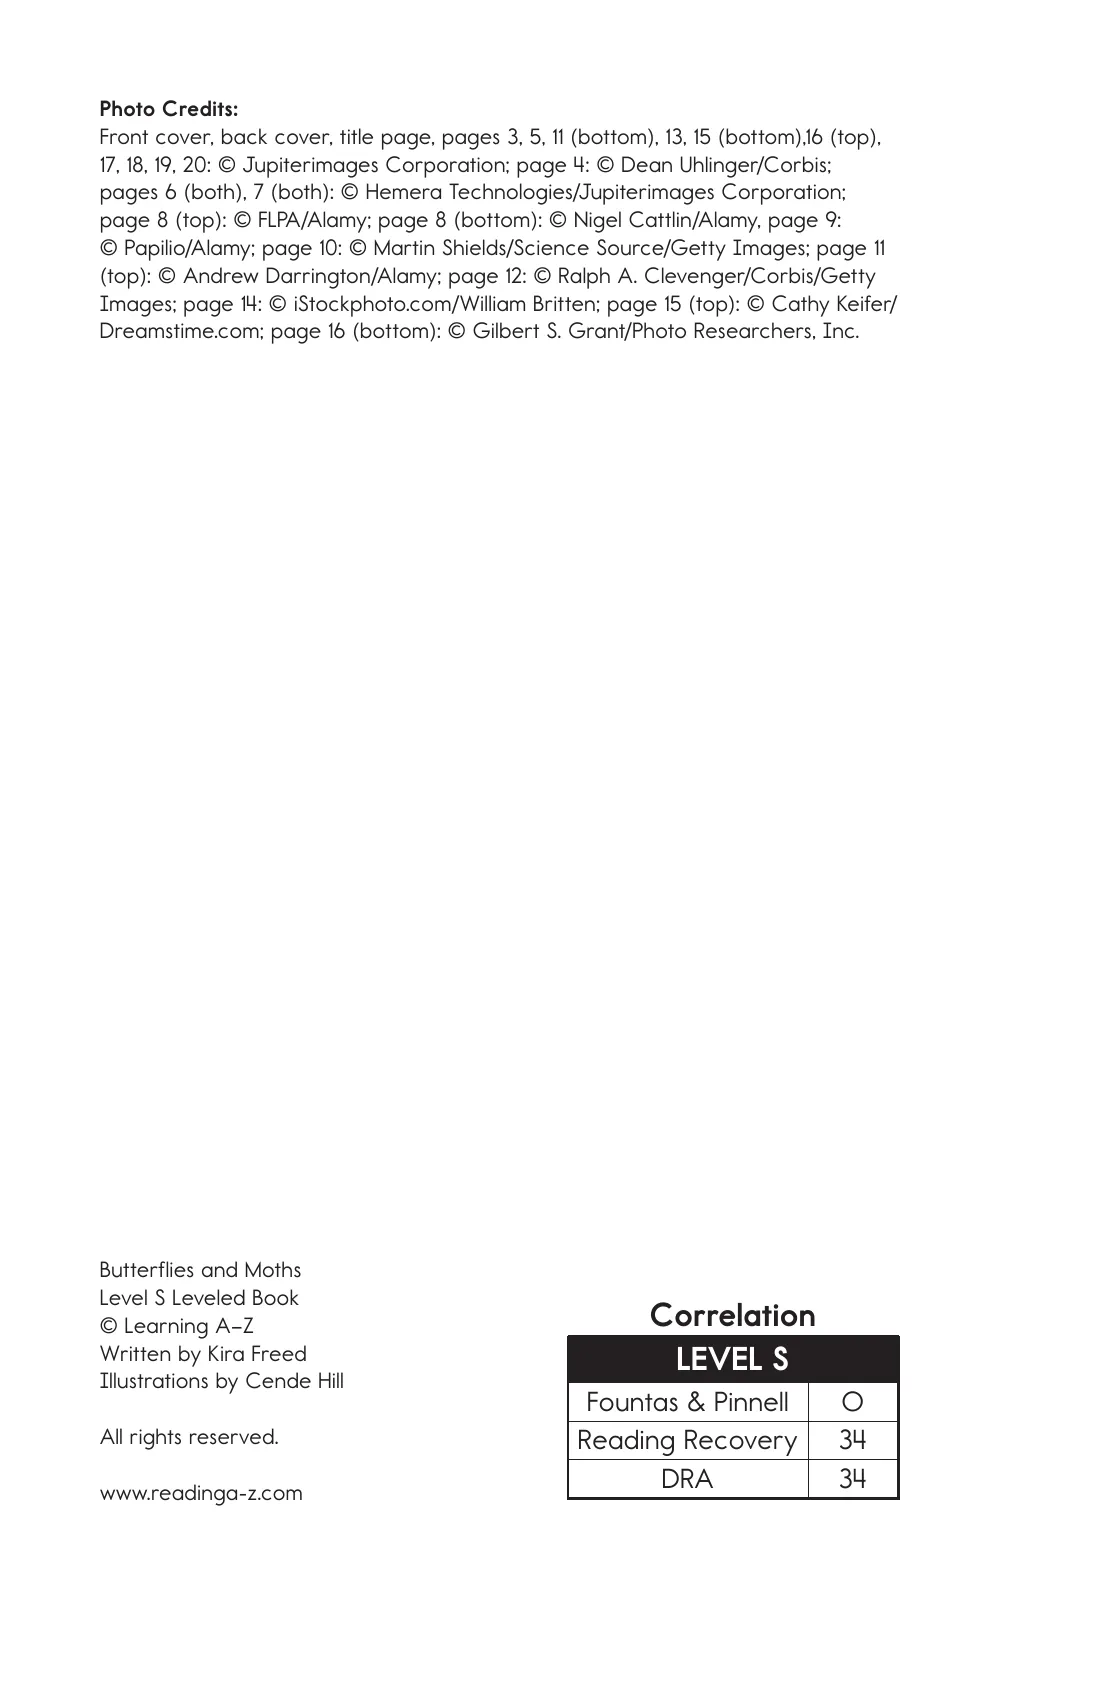 Photo Credits:
Front cover, back cover, title page, pages 3, 5, 11 (bottom), 13, 15 (bottom),16 (top),
17, 18, 19, 20: © Jupiterimages Corporation; page 4: © Dean Uhlinger/Corbis;
pages 6 (both), 7 (both): © Hemera Technologies/Jupiterimages Corporation;
page 8 (top): © FLPA/Alamy; page 8 (bottom): © Nigel Cattlin/Alamy, page 9:
© Papilio/Alamy; page 10: © Martin Shields/Science Source/Getty Images; page 11
(top): © Andrew Darrington/Alamy; page 12: © Ralph A. Clevenger/Corbis/Getty
Images; page 14: © iStockphoto.com/William Britten; page 15 (top): © Cathy Keifer/
Dreamstime.com; page 16 (bottom): © Gilbert S. Grant/Photo Researchers, Inc.
Butterflies and Moths
Level S Leveled Book
© Learning A–Z
Written by Kira Freed
Illustrations by Cende Hill
All rights reserved.
www.readinga-z.com
Correlation
LEVEL S
Fountas & Pinnell O
Reading Recovery 34
DRA 34